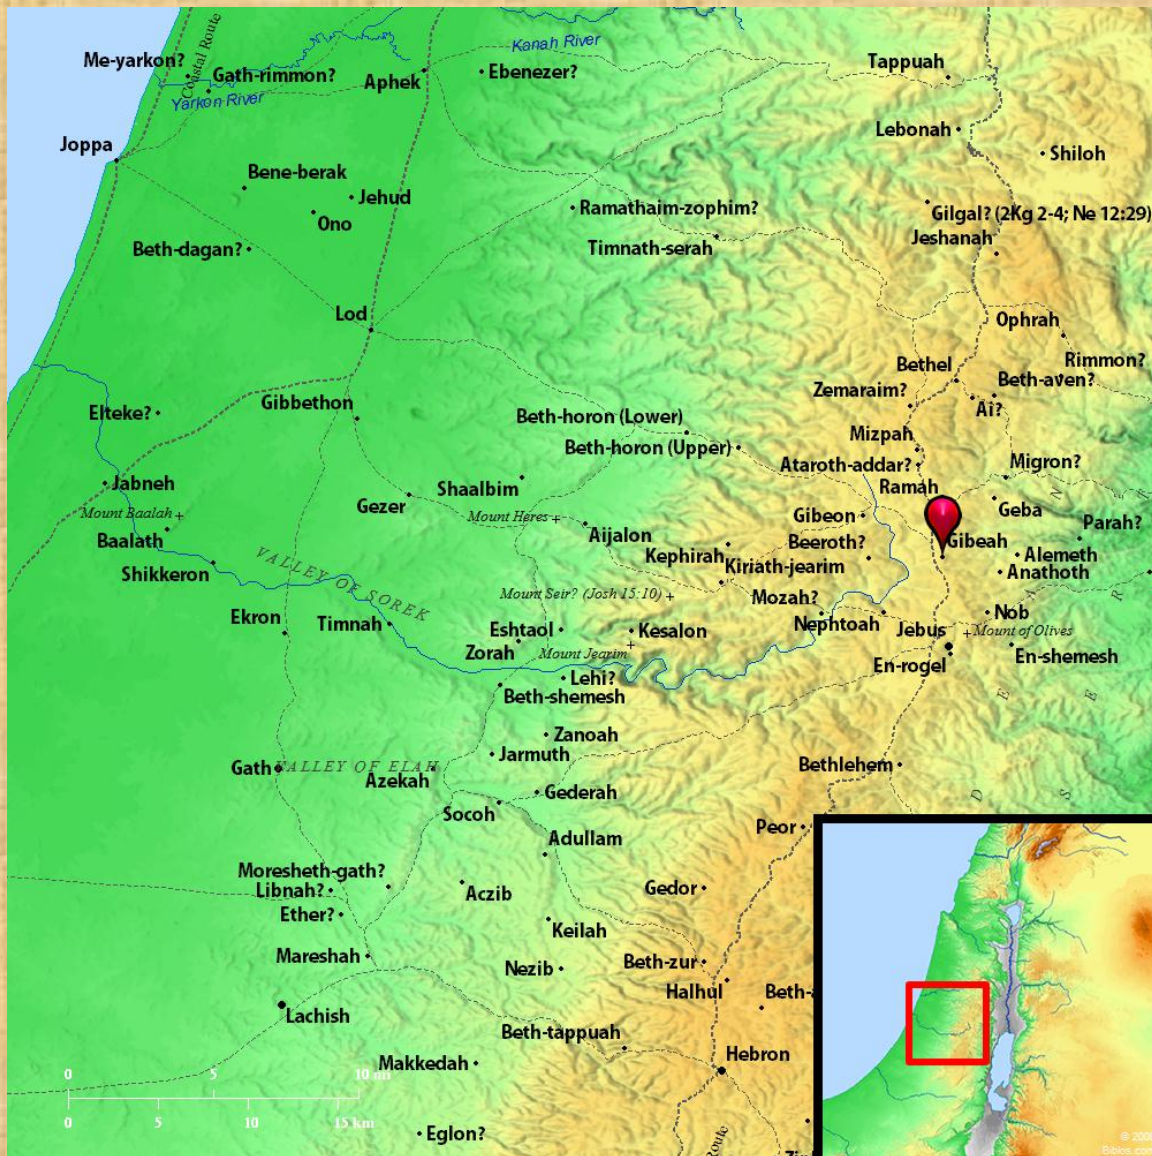 Coastal Route
Kanah River
Me-yarkon?
Gath-rimmon?
Aphek
Ebenezer?
Tappuah
Yarkon River
Lebonah
Joppa
Shiloh
Bene-berak
Jehud
Ono
Ramathaim-zophim?
Gilgal? (2Kg 2-4; Ne 12:29)
Beth-dagan?
Timnath-serah
Jeshanah
Lod
Ophrah
Rimmon?
Bethel
Beth-aven?
Zemaraim?
Ai?
Elteke?
Gibbethon
Beth-horon (Lower)
Beth-horon (Upper)
Mizpah
Ataroth-addar?
Migron?
Jabneh
Shaalbim
Ramah
Gezer
Geba
Mount Baalah
Mount Heres
Gibeon
Parah?
Baalath
Aijalon
Beeroth?
Gibeah
Kephirah
Alemeth
Shikkeron
Kiriath-jearim
Anathoth
VALLEY OF SOREK
Mount Seir? (Josh 15:10)
Mozah?
Nob
Ekron
Timnah
Eshtaol
Kesalon
Nephtoah
Jebus
Mount of Olives
Zorah
Mount Jearim
En-rogel
En-shemesh
Lehi?
Beth-shemesh
Zanoah
Jarmuth
Gath
VALLEY OF ELAH
Azekah
Bethlehem
Gederah
Socoh
Adullam
Peor
Moresheth-gath?
Libnah?
Aczib
Gedor
Ether?
Keilah
Mareshah
Nezib
Beth-zur
Halhul
Beth-a
Lachish
Beth-tappuah
Makkedah
Hebron
0 5 10 mi
0 5 10 15 km
Eglon?
Route
© 200
Biblos.com